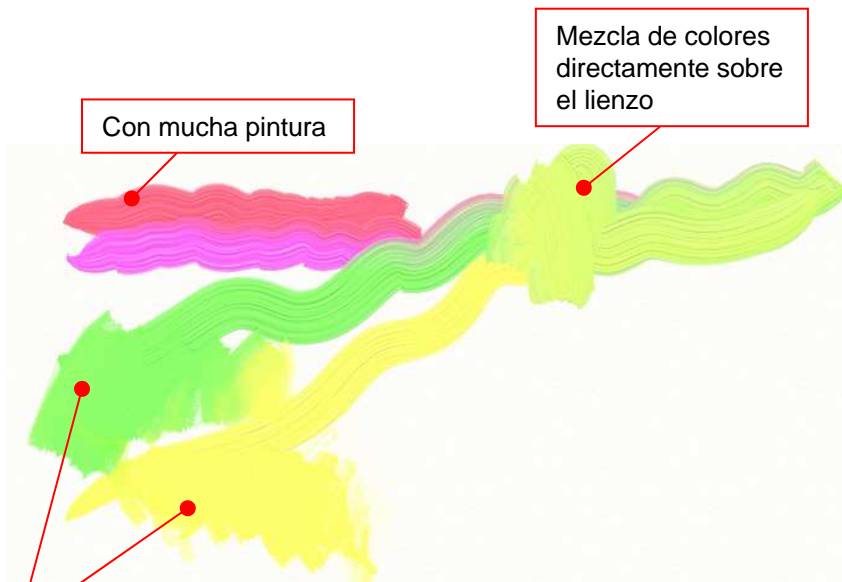 Mezcla de colores
directamente sobre
el lienzo
Con mucha pintura